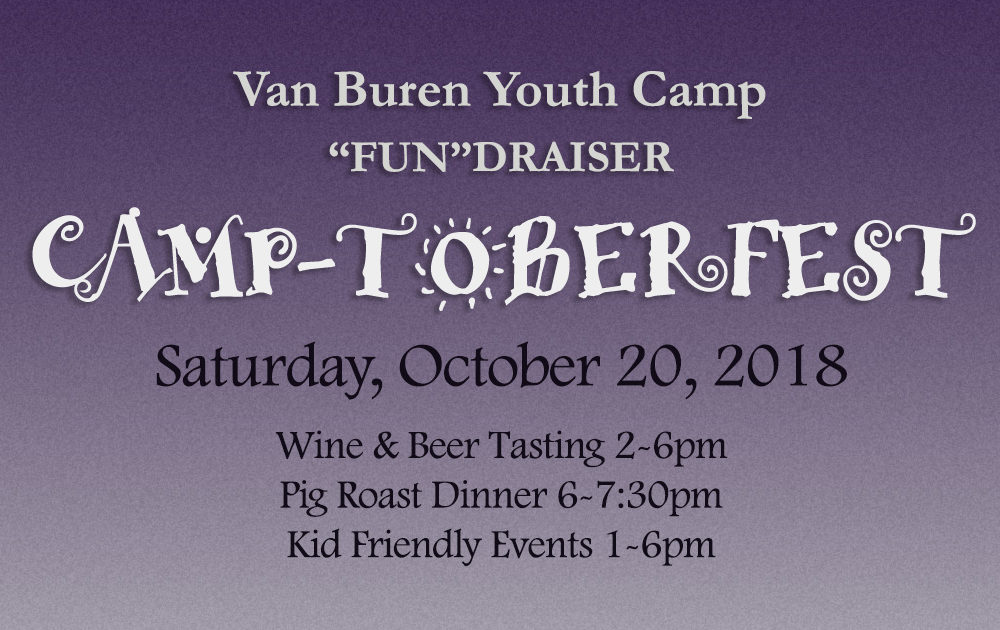 Van Buren Youth Camp
“FUN”DRAISER
CAMP-TOBERFEST
Saturday, October 20, 2018
Wine & Beer Tasting 2-6pm
Pig Roast Dinner 6-7:30pm
Kid Friendly Events 1-6pm